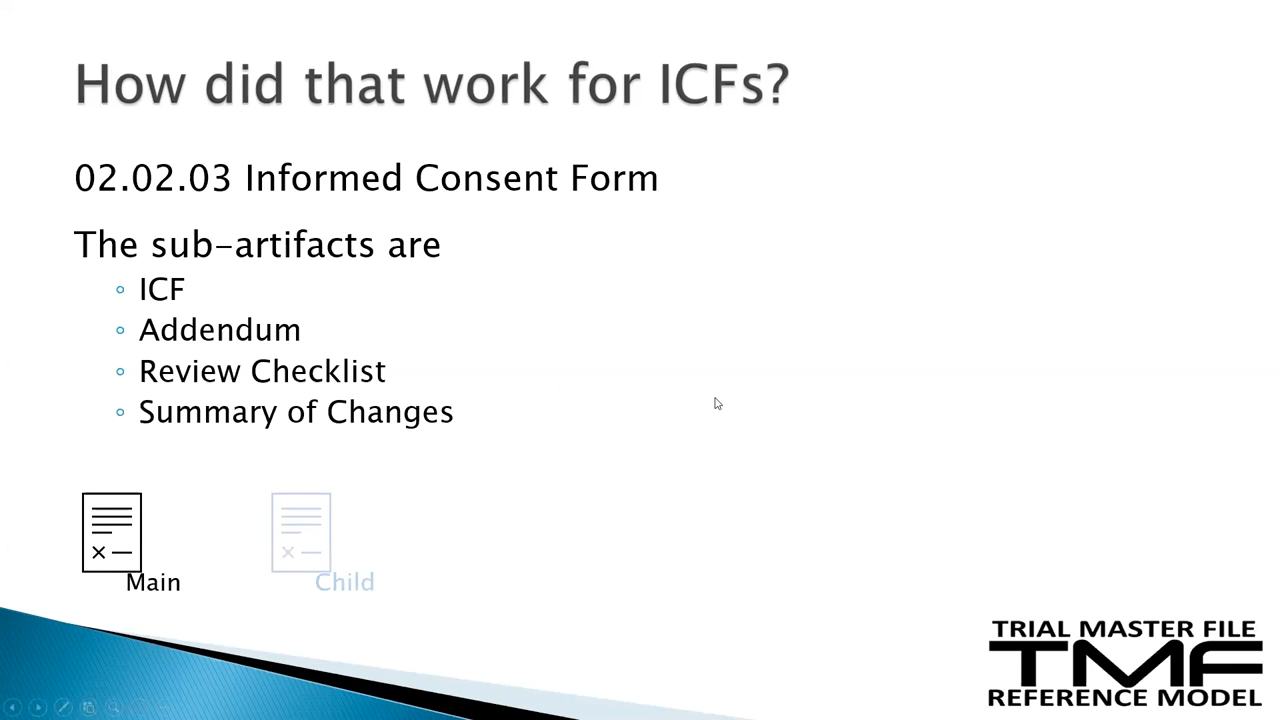 How did that work for ICFs?
02.02.03 Informed Consent Form
The sub-artifacts are
ICF
Addendum
Review Checklist
Summary of Changes
Main
Child
TRIAL MASTER FILE
TMF
REFERENCE MODEL